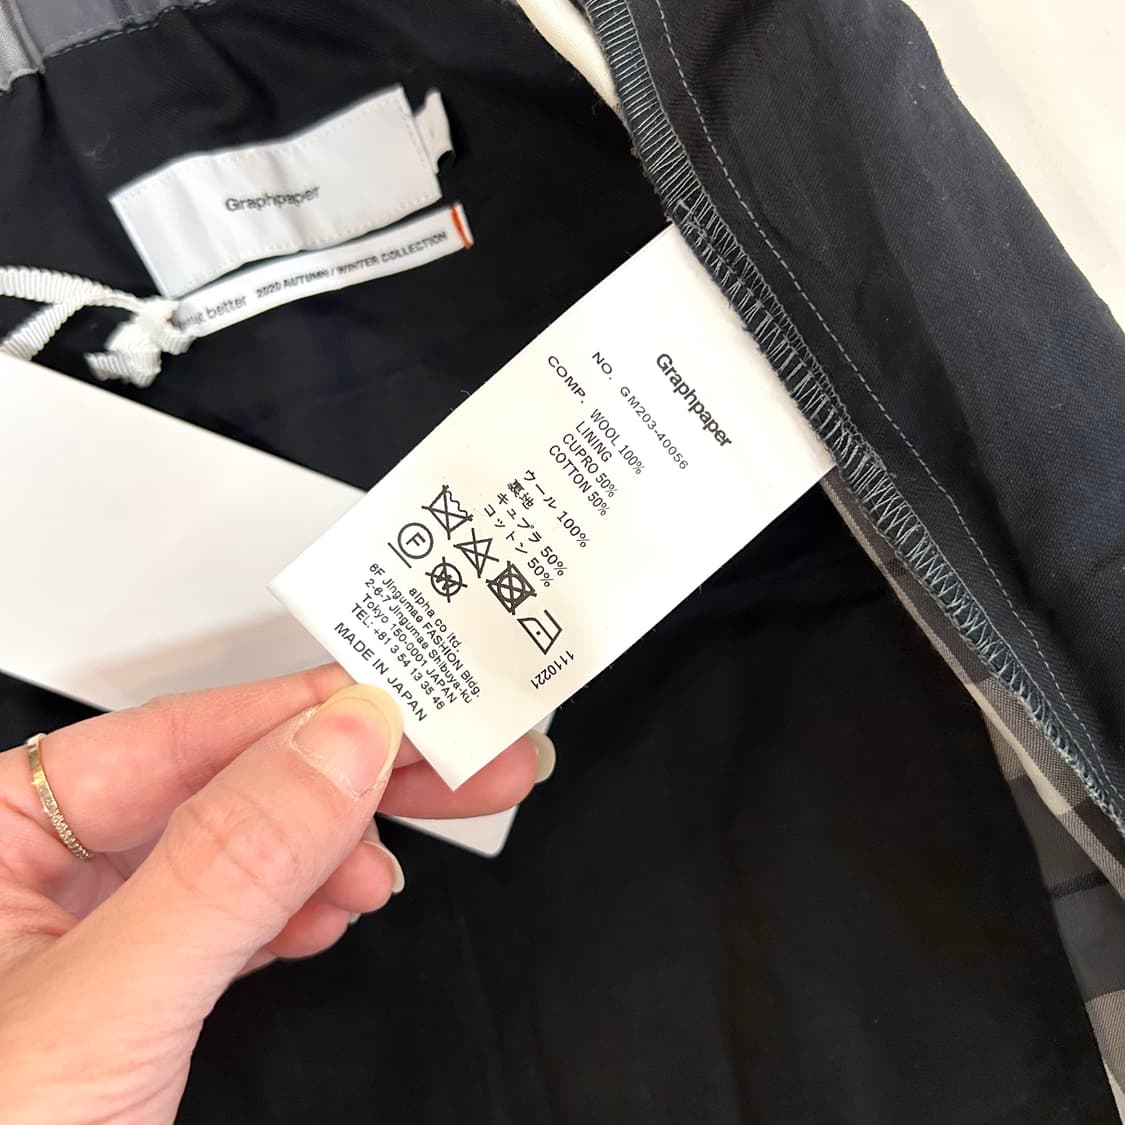 Graphpaper
better 2020 AUTUMN / WINTER COLLECTION
Graphpaper
NO. GM203-40056
COMP. WOOL 100%
LINING
CUPRO 50%
COTTON 50%
ウール 100%
裏地
キュプラ 50%
コットン 50%
F
W
alpha co ltd.
6F Jingumae FASHION Bldg.
2-6-7 Jingumae Shibuya-ku
Tokyo 150-0001 JAPAN
TEL: +81 3 54 13 35 46
MADE IN JAPAN
1110221